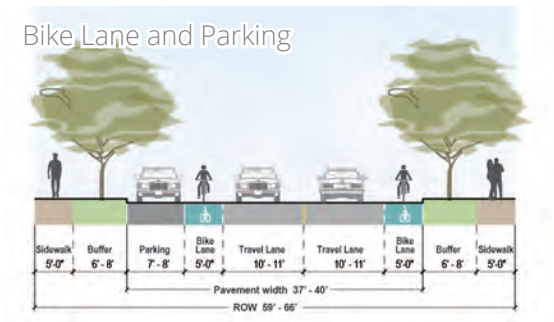 Bike Lane and Parking
Sidewalk Buffer Parking Bike Lane Travel Lane Travel Lane Bike Lane Buffer Sidewalk
5'-0" 6' - 8' 7' - 8' 5'-0" 10' - 11' 10' - 11' 5'-0" 6' - 8' 5'-0"
Pavement width 37' - 40'
ROW 59' - 66'